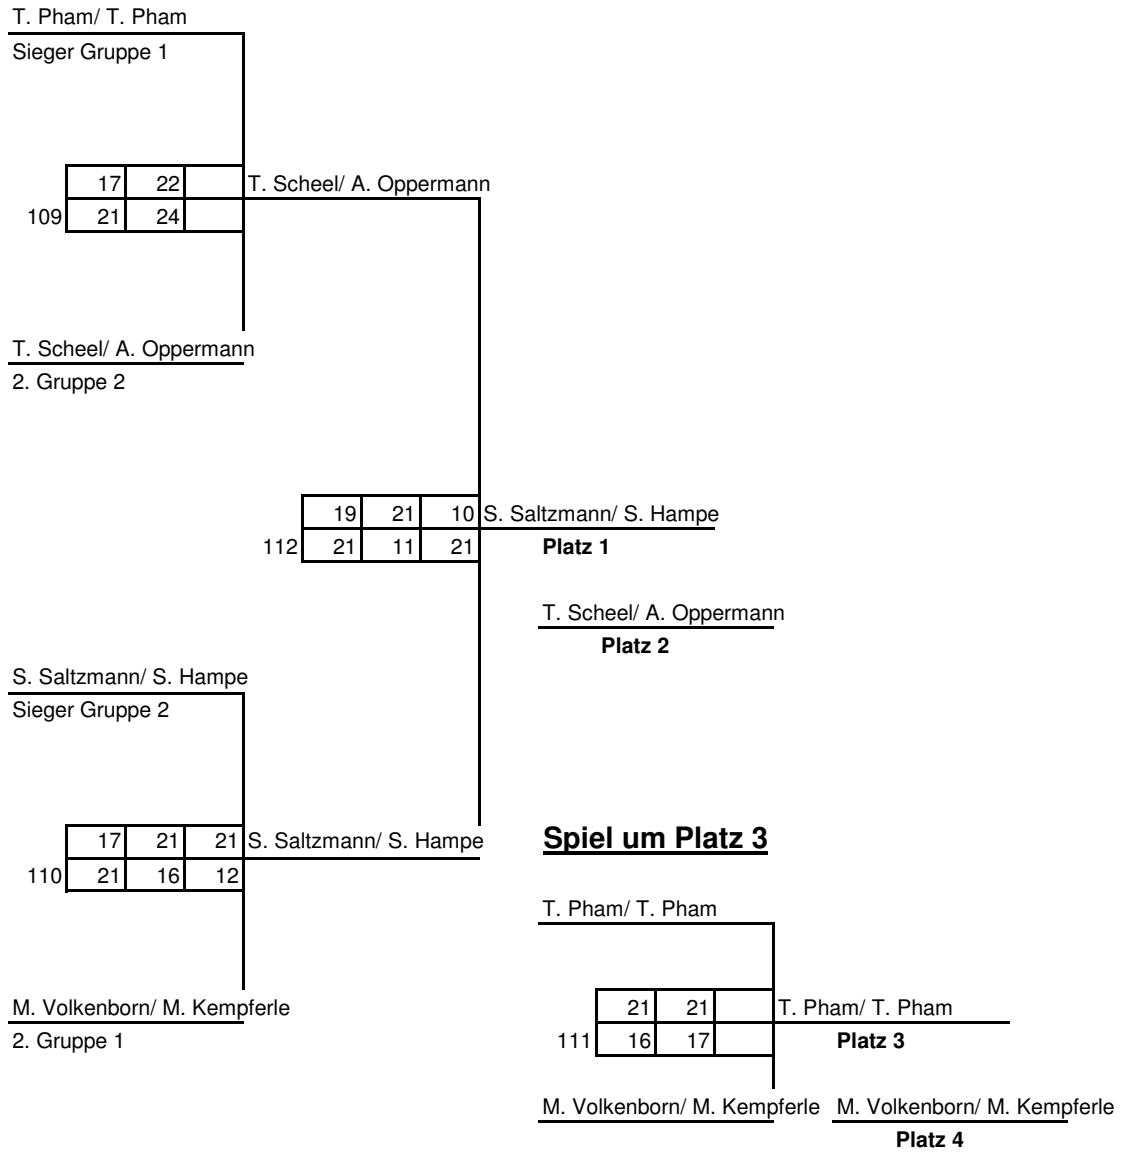 T. Pham/ T. Pham
Sieger Gruppe 1
17 22 T. Scheel/ A. Oppermann
109 21 24
T. Scheel/ A. Oppermann
2. Gruppe 2
19 21 10 S. Saltzmann/ S. Hampe
112 21 11 21 Platz 1
T. Scheel/ A. Oppermann
Platz 2
S. Saltzmann/ S. Hampe
Sieger Gruppe 2
17 21 21 S. Saltzmann/ S. Hampe
110 21 16 12
M. Volkenborn/ M. Kempferle
2. Gruppe 1
Spiel um Platz 3
T. Pham/ T. Pham
21 21 T. Pham/ T. Pham
111 16 17 Platz 3
M. Volkenborn/ M. Kempferle M. Volkenborn/ M. Kempferle
Platz 4